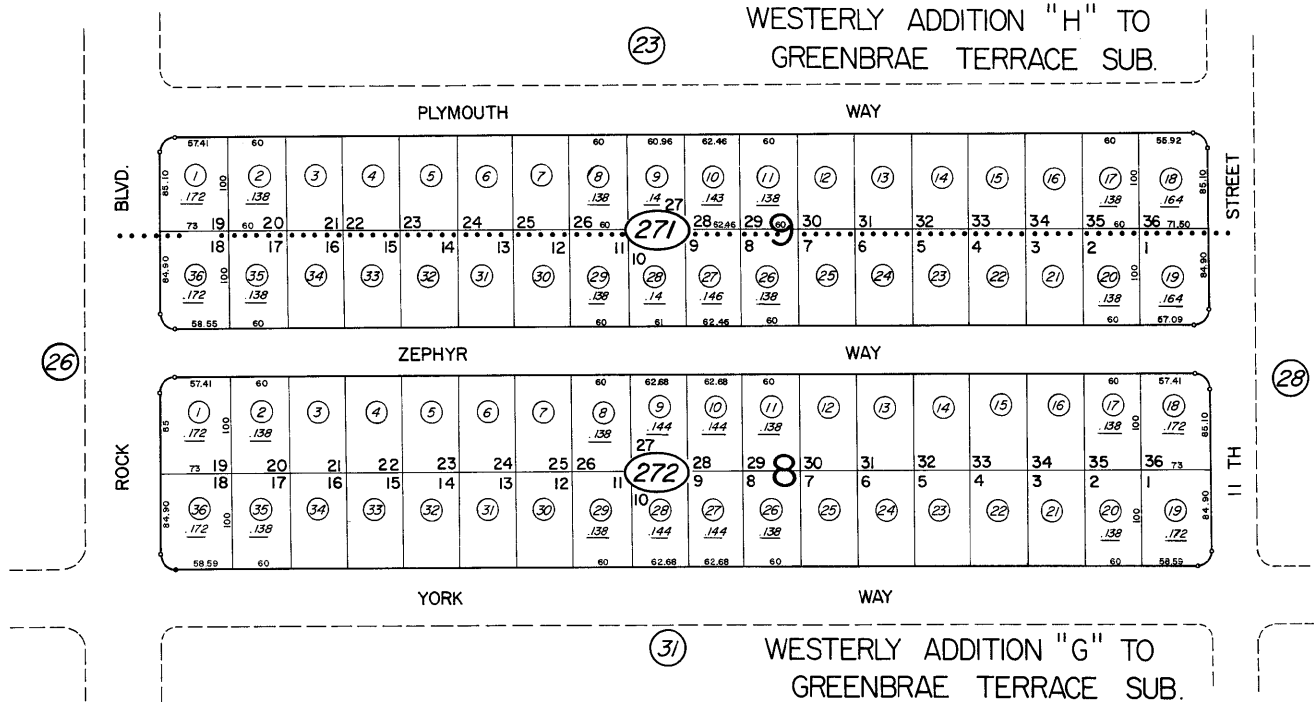 WESTERLY ADDITION "H" TO
GREENBRAE TERRACE SUB.
23
PLYMOUTH WAY
57.41 60 60 60.96 62.46 60 60 55.92
85.10 1 100 2 3 4 5 6 7 8 9 10 11 12 13 14 15 16 17 100 18 85.10
.172 .138 .138 .14 .143 .138 .138 .164
BLVD.
STREET
73 19 60 20 21 22 23 24 25 26 60 27 28 62.46 29 60 30 31 32 33 34 35 60 36 71.50
271
9
18 17 16 15 14 13 12 11 10 9 8 7 6 5 4 3 2 1
84.90 36 100 35 34 33 32 31 30 29 28 27 26 25 24 23 22 21 20 100 19 84.90
.172 .138 .138 .14 .146 .138 .138 .164
58.55 60 60 61 62.46 60 60 57.09
26
ZEPHYR WAY
28
57.41 60 60 62.68 62.68 60 60 57.41
85 1 100 2 3 4 5 6 7 8 9 10 11 12 13 14 15 16 17 100 18 85.10
.172 .138 .138 .144 .144 .138 .138 .172
ROCK
11 TH
73 19 20 21 22 23 24 25 26 27 28 29 30 31 32 33 34 35 36 73
272
8
18 17 16 15 14 13 12 11 10 9 8 7 6 5 4 3 2 1
84.90 36 100 35 34 33 32 31 30 29 28 27 26 25 24 23 22 21 20 100 19 84.90
.172 .138 .138 .144 .144 .138 .138 .172
58.59 60 60 62.68 62.68 60 60 58.59
YORK WAY
31
WESTERLY ADDITION "G" TO
GREENBRAE TERRACE SUB.